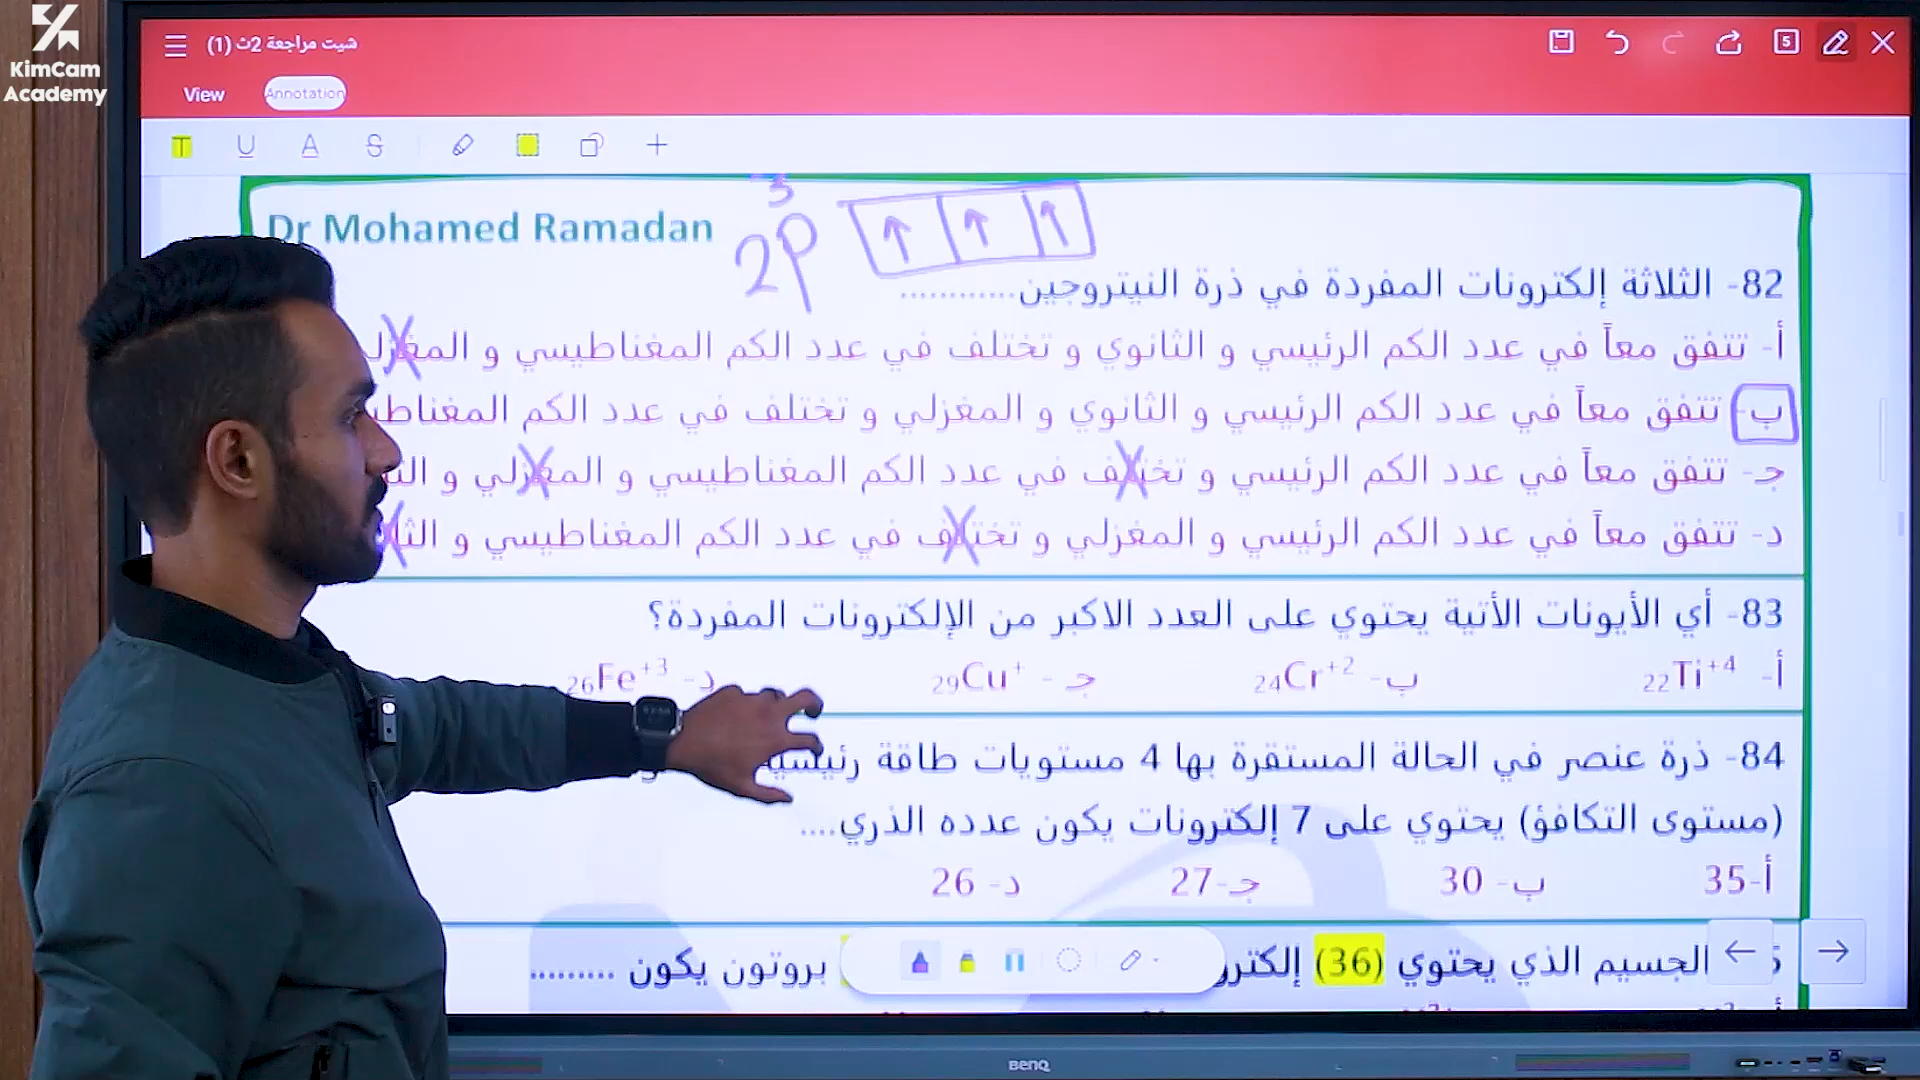 KimCam
Academy
شيت مراجعة 2ث (1)
5
View
Annotation
T U A S
Dr Mohamed Ramadan
2p³
82- الثلاثة إلكترونات المفردة في ذرة النيتروجين............
أ- تتفق معاً في عدد الكم الرئيسي و الثانوي و تختلف في عدد الكم المغناطيسي و
ب- تتفق معاً في عدد الكم الرئيسي و الثانوي و المغزلي و تختلف في عدد الكم
جـ- تتفق معاً في عدد الكم الرئيسي و تختلف في عدد الكم المغناطيسي و المغزلي و
د- تتفق معاً في عدد الكم الرئيسي و المغزلي و تختلف في عدد الكم المغناطيسي و
83- أي الأيونات الأتية يحتوي على العدد الاكبر من الإلكترونات المفردة؟
أ- ₂₂Ti⁺⁴ ب- ₂₄Cr⁺² جـ - ₂₉Cu⁺ د- ₂₆Fe⁺³
84- ذرة عنصر في الحالة المستقرة بها 4 مستويات طاقة
(مستوى التكافؤ) يحتوي على 7 إلكترونات يكون عدده الذري....
أ-35 ب- 30 جـ-27 د- 26
الجسيم الذي يحتوي (36) بروتون يكون .........
BENQ